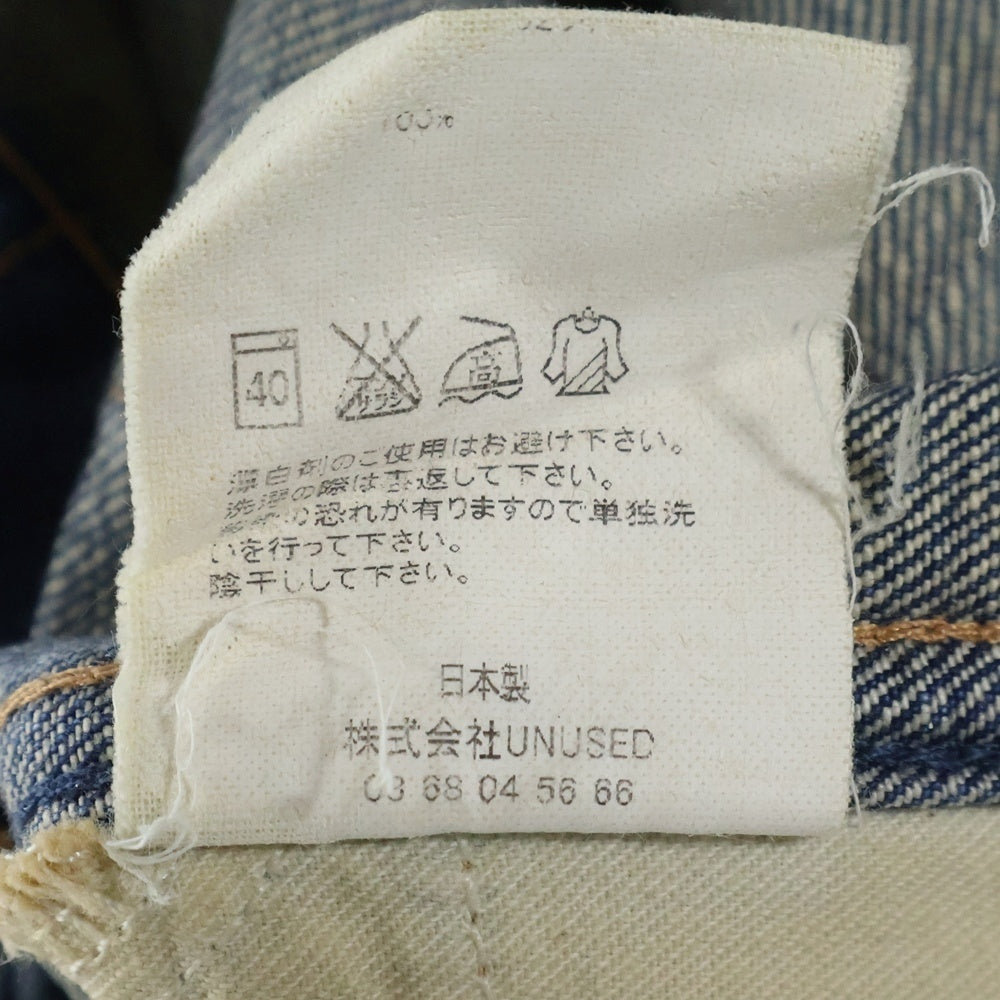 100%
40
高
漂白剤のご使用はお避け下さい。
洗濯の際は裏返して下さい。
の恐れが有りますので単独洗
いを行って下さい。
陰干しして下さい。
日本製
株式会社UNUSED
03 68 04 56 66